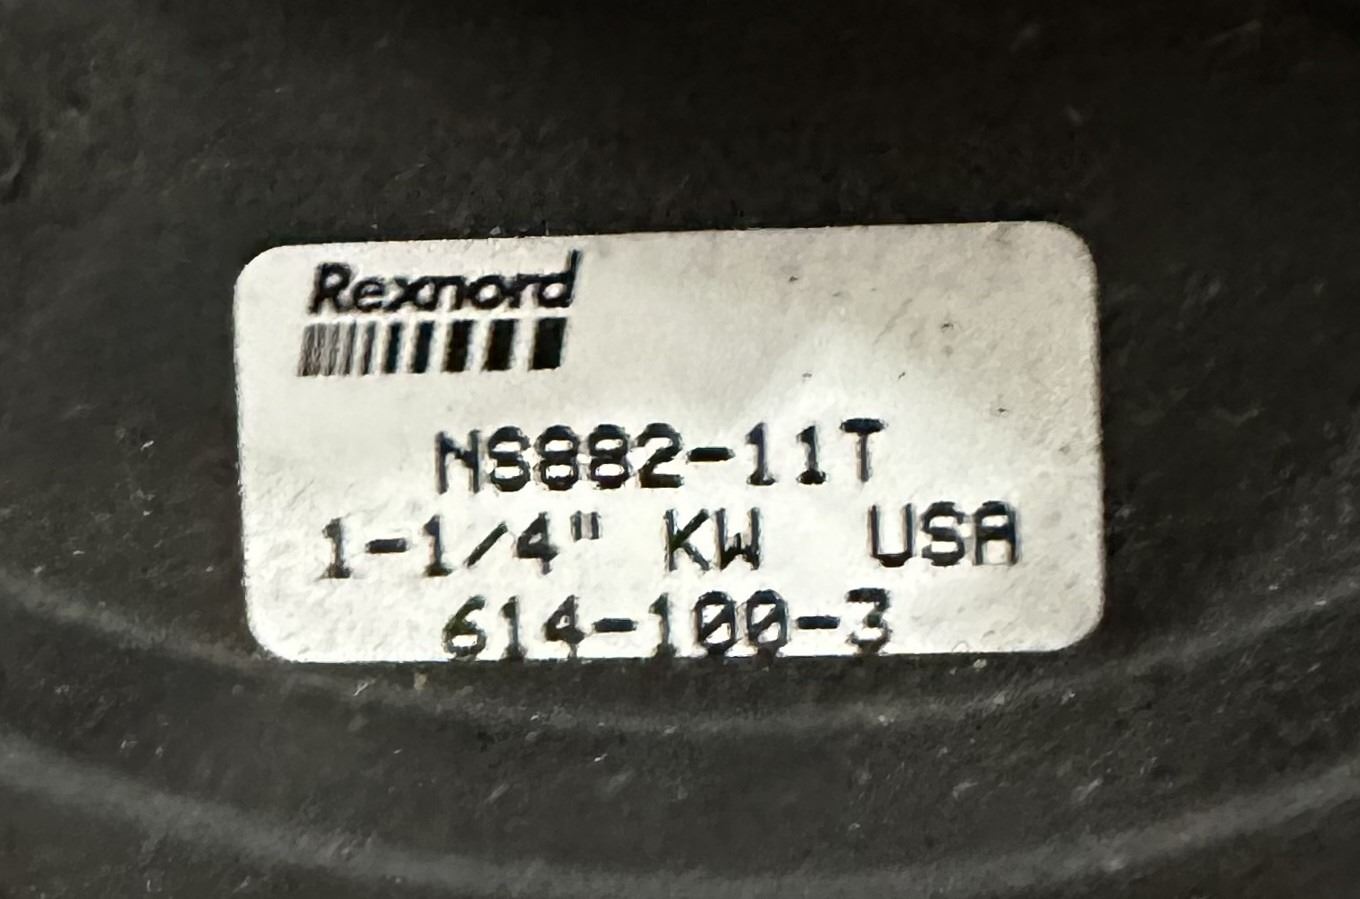 Rexnord
NS882-11T
1-1/4" KW USA
614-100-3